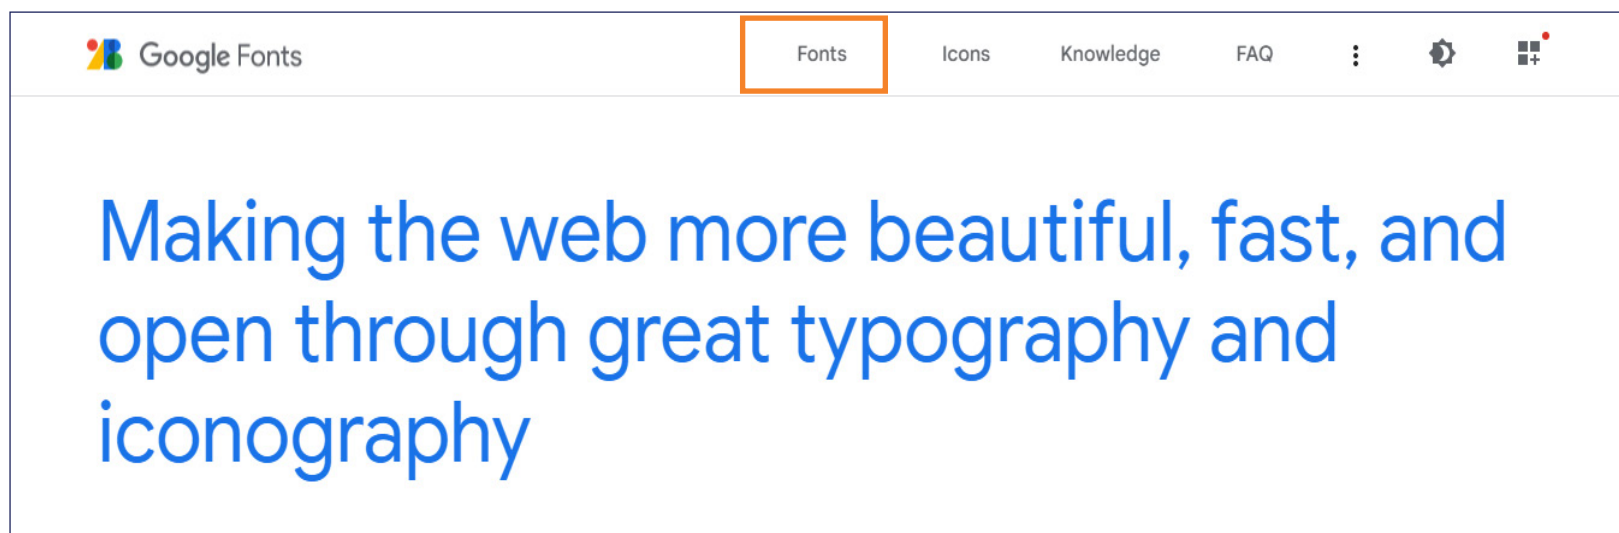 Google Fonts
Fonts
Icons
Knowledge
FAQ
Making the web more beautiful, fast, and
open through great typography and
iconography